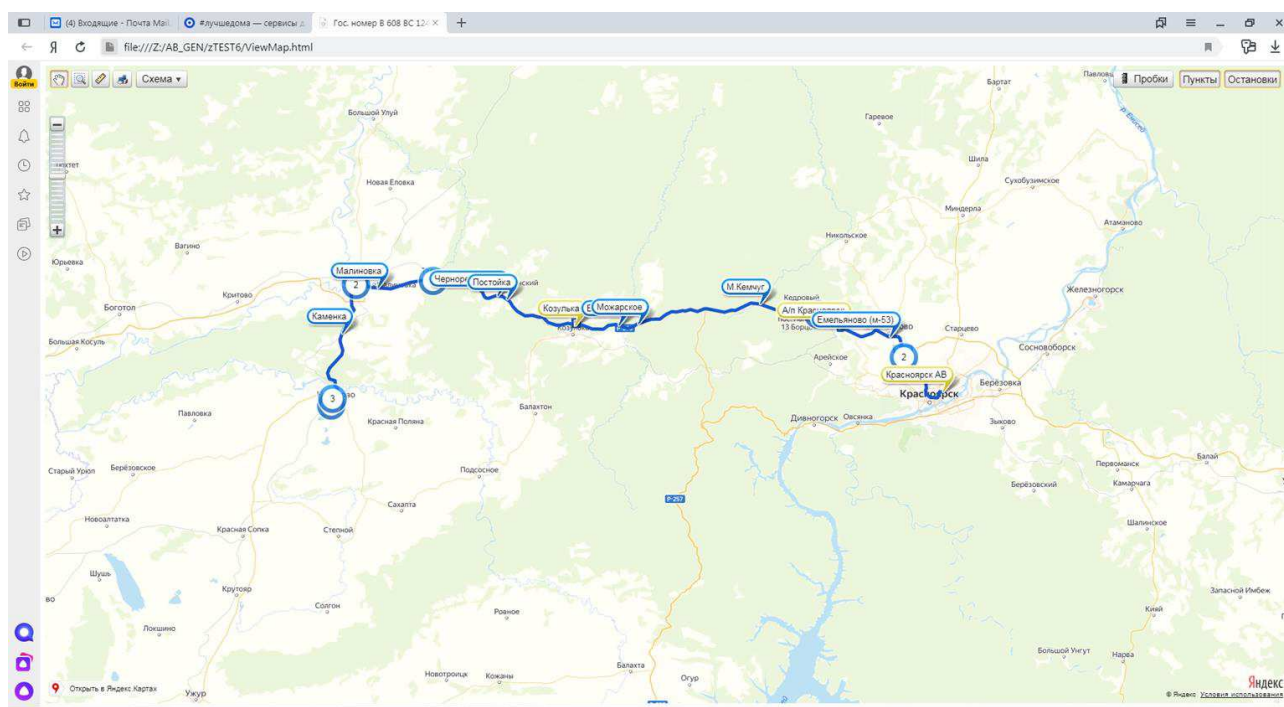 (4) Входящие - Почта Mail
#лучшедома — сервисы д
Гос. номер В 608 ВС 124
file:///Z:/AB_GEN/zTEST6/ViewMap.html
Войти
Схема
Пробки
Пункты
Остановки
Бартат
Большой Улуй
Гаревое
р. Енисей
Шила
Сухобузимское
Новая Еловка
Миндерла
Атаманово
Никольское
Вагино
Юрьевка
Малиновка
2
Постойка
М.Кемчуг
Кедровый
Железногорск
Критово
Боготол
Козулька
Можарское
Каменка
Емельяново (м-53)
Старцево
Большая Косуль
Сосновоборск
Арейское
2
Красноярск АВ
Берёзовка
Красноярск
3
Балахтон
Павловка
Красная Поляна
Дивногорск
Овсянка
Зыково
Балай
Первоманск
Старый Урюп
Берёзовское
Подсосное
Камарчага
Берёзовский
Р-257
Сахапта
Новоалтатка
Красная Сопка
Степной
Шалинское
Шушь
Крутояр
Запасной Имбеж
Солгон
Ровное
Кияй
Локшино
Большой Унгут
Нарва
Балахта
Новотроицк
Кожаны
Огур
Открыть в Яндекс.Картах
Ужур
Яндекс
© Яндекс Условия использования